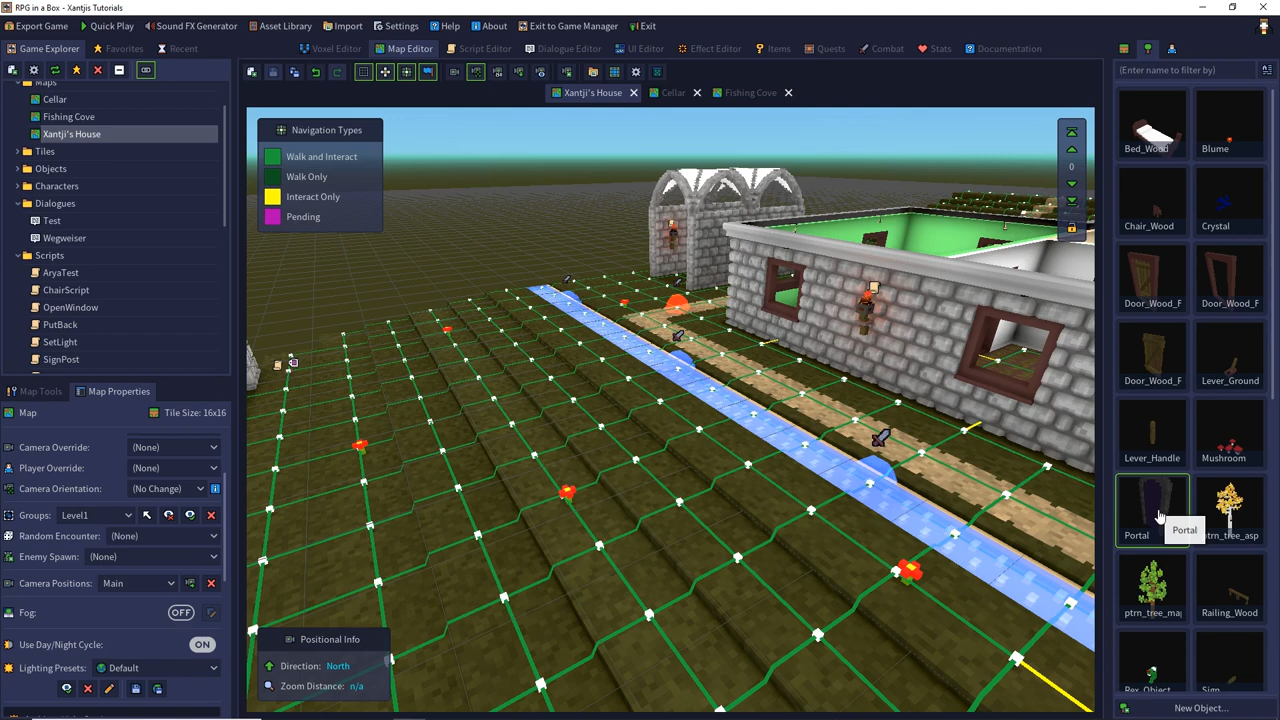 RPG in a Box - Xantjis Tutorials
Export Game
Quick Play
Sound FX Generator
Asset Library
Import
Settings
Help
About
Exit to Game Manager
Exit
Game Explorer
Favorites
Recent
Voxel Editor
Map Editor
Script Editor
Dialogue Editor
UI Editor
Effect Editor
Items
Quests
Combat
Stats
Documentation
Xantji's House
Cellar
Fishing Cove
(Enter name to filter by)
Maps
Cellar
Fishing Cove
Xantji's House
Tiles
Objects
Characters
Dialogues
Test
Wegweiser
Scripts
AryaTest
ChairScript
OpenWindow
PutBack
SetLight
SignPost
Map Tools
Map Properties
Map
Tile Size: 16x16
Camera Override:
(None)
Player Override:
(None)
Camera Orientation:
(No Change)
Groups:
Level1
Random Encounter:
(None)
Enemy Spawn:
(None)
Camera Positions:
Main
Fog:
OFF
Use Day/Night Cycle:
ON
Lighting Presets:
Default
Navigation Types
Walk and Interact
Walk Only
Interact Only
Pending
0
Positional Info
Direction: North
Zoom Distance: n/a
Bed_Wood
Blume
Chair_Wood
Crystal
Door_Wood_F
Door_Wood_F
Door_Wood_F
Lever_Ground
Lever_Handle
Mushroom
Portal
Portal
trn_tree_asp
ptrn_tree_ma
Railing_Wood
Rex_Object
Sign
New Object...